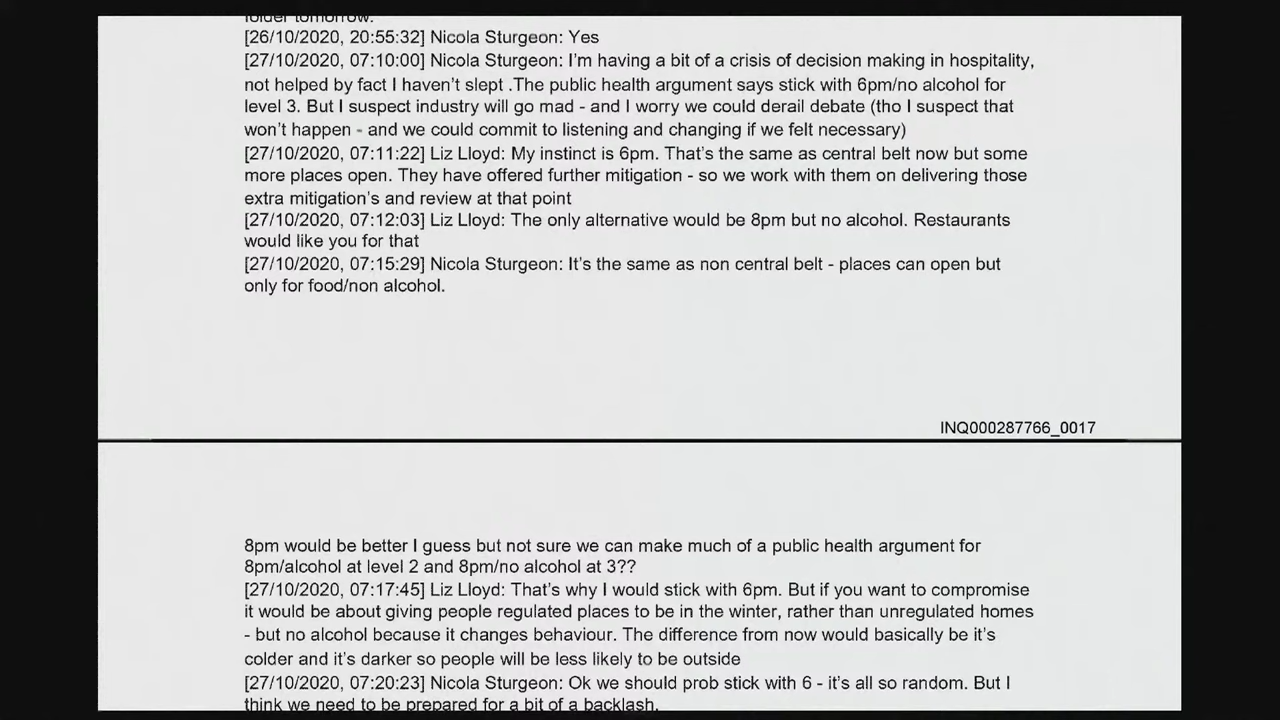 folder tomorrow.
[26/10/2020, 20:55:32] Nicola Sturgeon: Yes
[27/10/2020, 07:10:00] Nicola Sturgeon: I'm having a bit of a crisis of decision making in hospitality,
not helped by fact I haven't slept .The public health argument says stick with 6pm/no alcohol for
level 3. But I suspect industry will go mad - and I worry we could derail debate (tho I suspect that
won't happen - and we could commit to listening and changing if we felt necessary)
[27/10/2020, 07:11:22] Liz Lloyd: My instinct is 6pm. That's the same as central belt now but some
more places open. They have offered further mitigation - so we work with them on delivering those
extra mitigation's and review at that point
[27/10/2020, 07:12:03] Liz Lloyd: The only alternative would be 8pm but no alcohol. Restaurants
would like you for that
[27/10/2020, 07:15:29] Nicola Sturgeon: It's the same as non central belt - places can open but
only for food/non alcohol.
INQ000287766_0017
8pm would be better I guess but not sure we can make much of a public health argument for
8pm/alcohol at level 2 and 8pm/no alcohol at 3??
[27/10/2020, 07:17:45] Liz Lloyd: That's why I would stick with 6pm. But if you want to compromise
it would be about giving people regulated places to be in the winter, rather than unregulated homes
- but no alcohol because it changes behaviour. The difference from now would basically be it's
colder and it's darker so people will be less likely to be outside
[27/10/2020, 07:20:23] Nicola Sturgeon: Ok we should prob stick with 6 - it's all so random. But I
think we need to be prepared for a bit of a backlash.